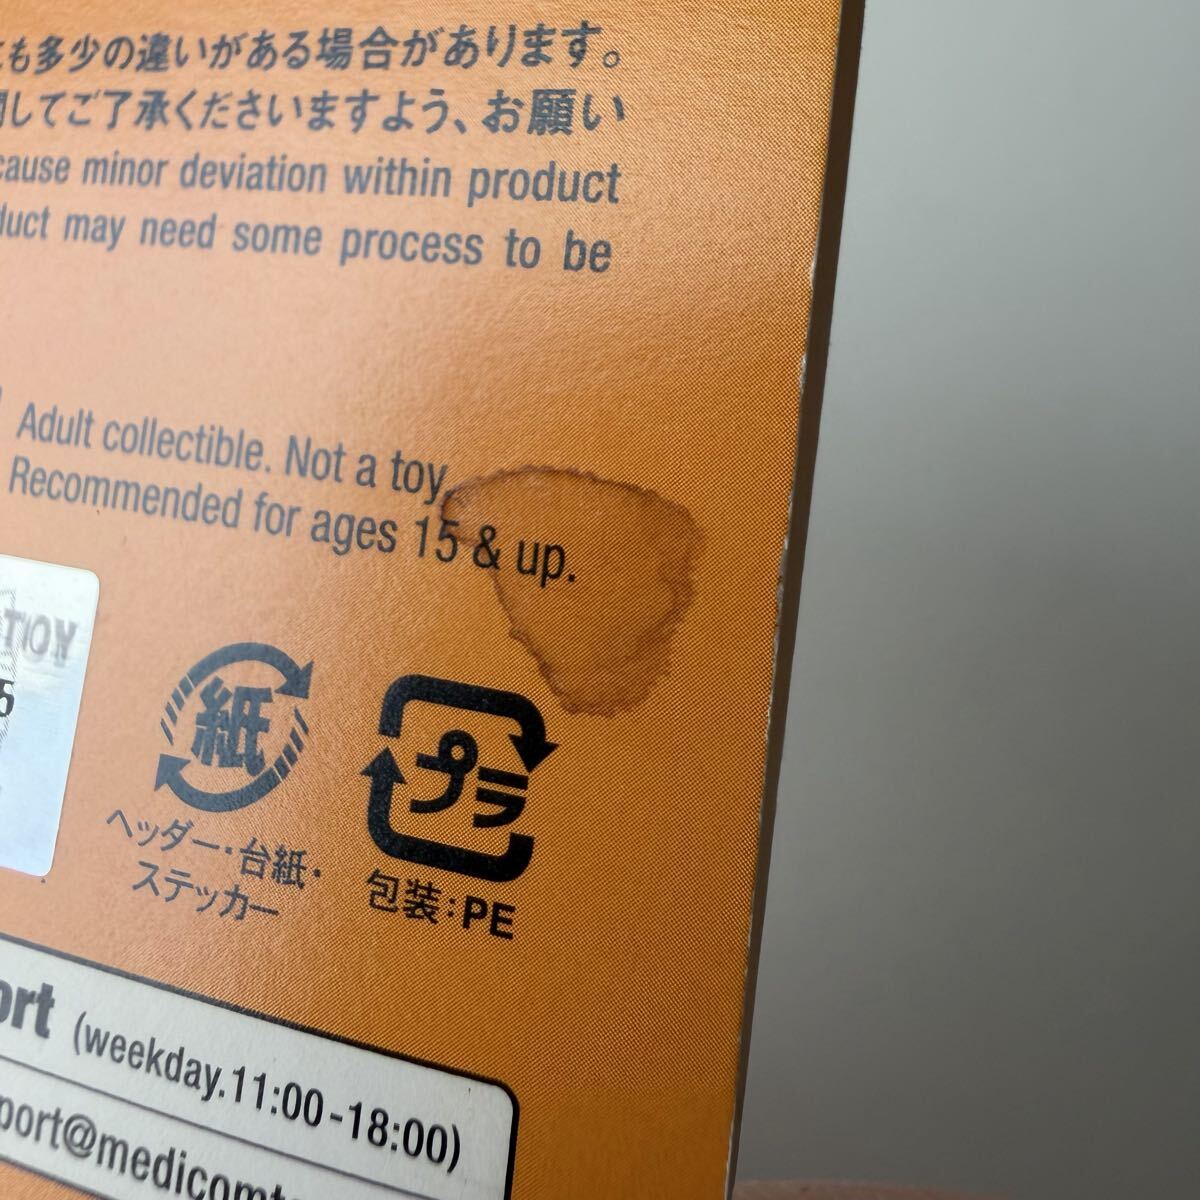 も多少の違いがある場合があります。
してご了承くださいますよう、お願い
cause minor deviation within product
duct may need some process to be
Adult collectible. Not a toy.
Recommended for ages 15 & up.
TOY
5
紙
プラ
ヘッダー・台紙・
ステッカー
包装：PE
ort (weekday.11:00-18:00)
port@medicomt